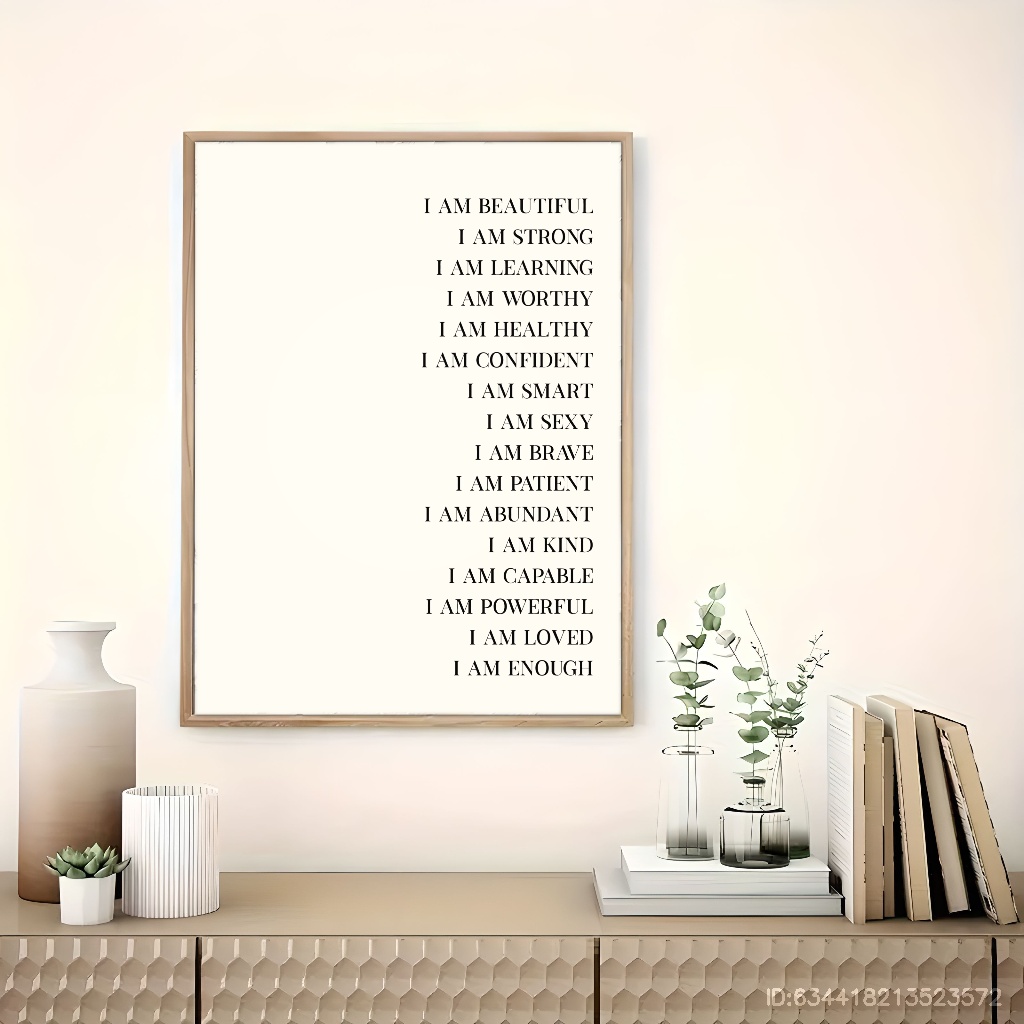 I AM BEAUTIFUL
I AM STRONG
I AM LEARNING
I AM WORTHY
I AM HEALTHY
I AM CONFIDENT
I AM SMART
I AM SEXY
I AM BRAVE
I AM PATIENT
I AM ABUNDANT
I AM KIND
I AM CAPABLE
I AM POWERFUL
I AM LOVED
I AM ENOUGH
ID:634418213523572